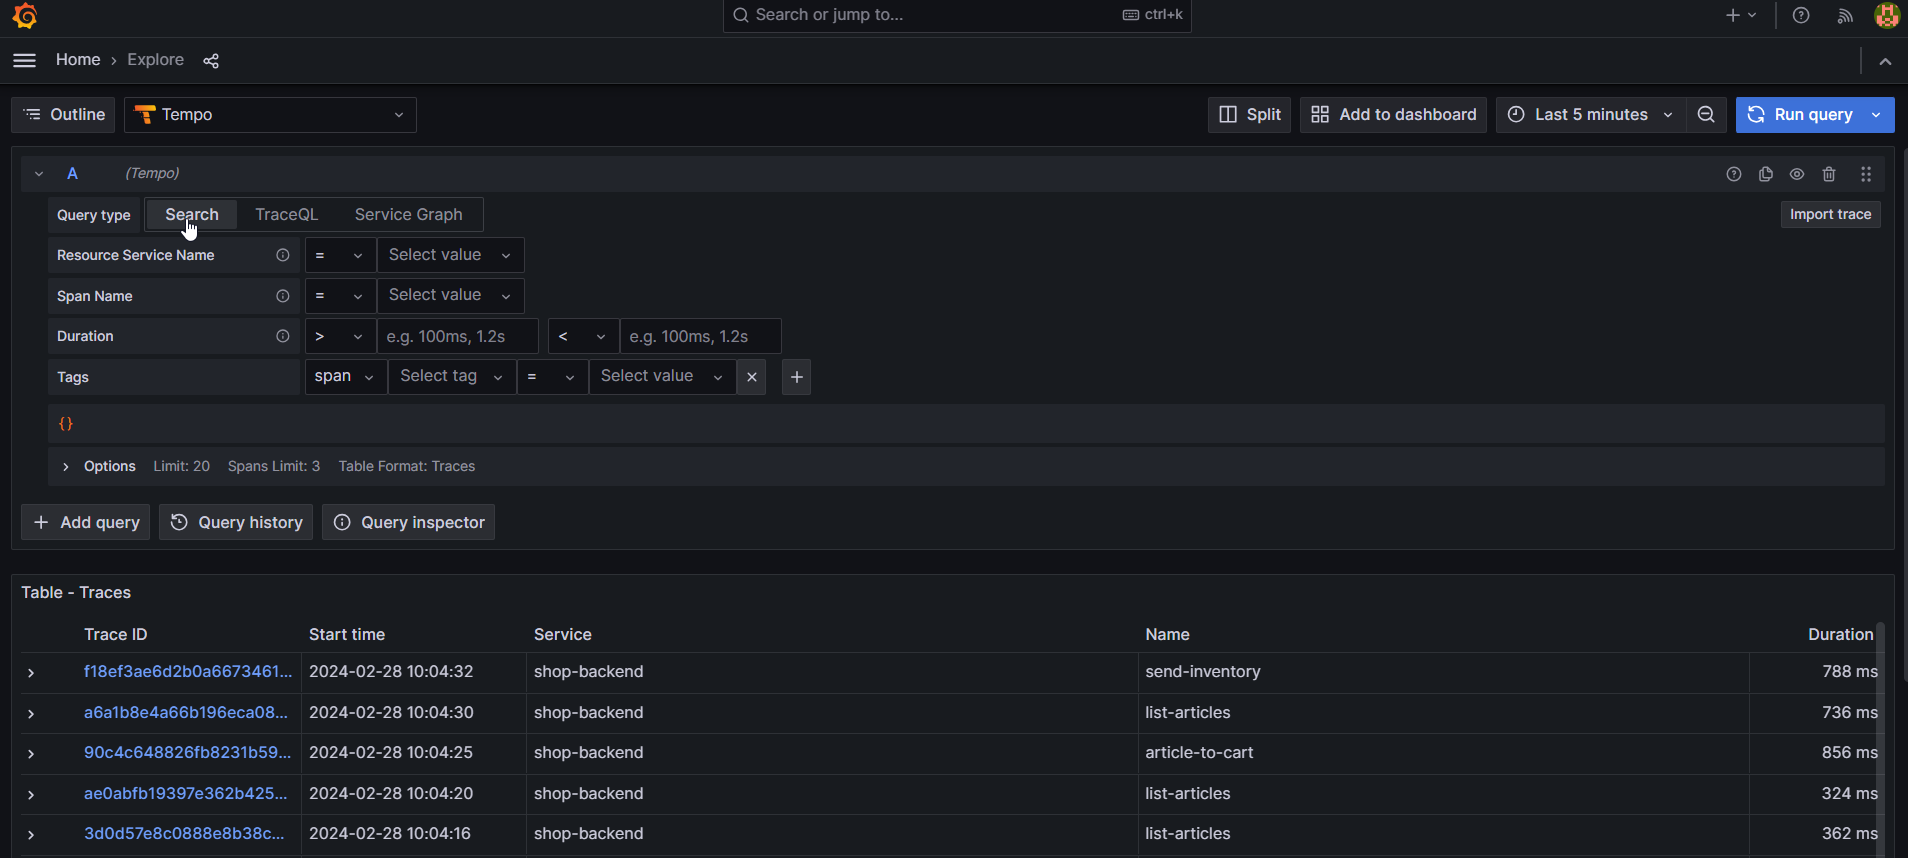 Search or jump to... ctrl+k
Home › Explore
Outline Tempo Split Add to dashboard Last 5 minutes Run query
A (Tempo)
Query type Search TraceQL Service Graph Import trace
Resource Service Name = Select value
Span Name = Select value
Duration > e.g. 100ms, 1.2s < e.g. 100ms, 1.2s
Tags span Select tag = Select value
{}
Options Limit: 20 Spans Limit: 3 Table Format: Traces
+ Add query Query history Query inspector
Table - Traces
Trace ID Start time Service Name Duration
f18ef3ae6d2b0a6673461... 2024-02-28 10:04:32 shop-backend send-inventory 788 ms
a6a1b8e4a66b196eca08... 2024-02-28 10:04:30 shop-backend list-articles 736 ms
90c4c648826fb8231b59... 2024-02-28 10:04:25 shop-backend article-to-cart 856 ms
ae0abfb19397e362b425... 2024-02-28 10:04:20 shop-backend list-articles 324 ms
3d0d57e8c0888e8b38c... 2024-02-28 10:04:16 shop-backend list-articles 362 ms